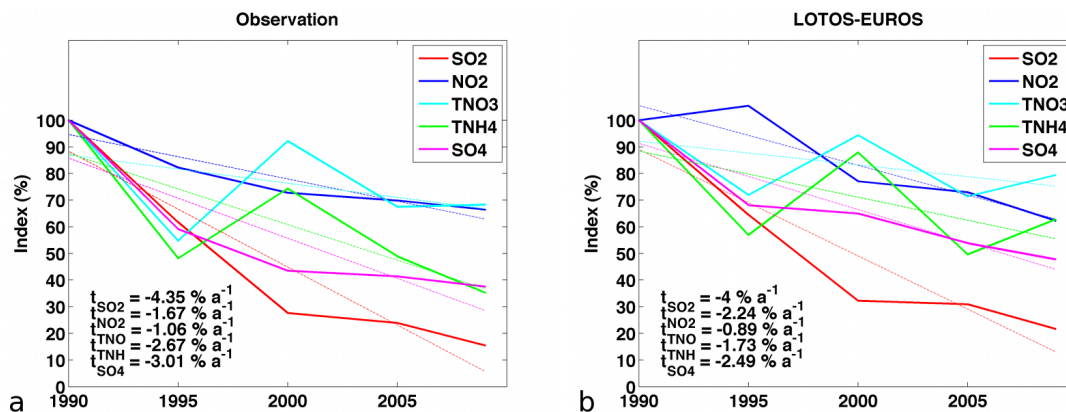 Observation
SO2
NO2
TNO3
TNH4
SO4
100
90
80
70
60
50
40
30
20
10
0
Index (%)
tSO2 = -4.35 % a-1
tNO2 = -1.67 % a-1
tTNO = -1.06 % a-1
tTNH = -2.67 % a-1
tSO4 = -3.01 % a-1
1990 1995 2000 2005
a
LOTOS-EUROS
SO2
NO2
TNO3
TNH4
SO4
100
90
80
70
60
50
40
30
20
10
0
Index (%)
tSO2 = -4 % a-1
tNO2 = -2.24 % a-1
tTNO = -0.89 % a-1
tTNH = -1.73 % a-1
tSO4 = -2.49 % a-1
1990 1995 2000 2005
b